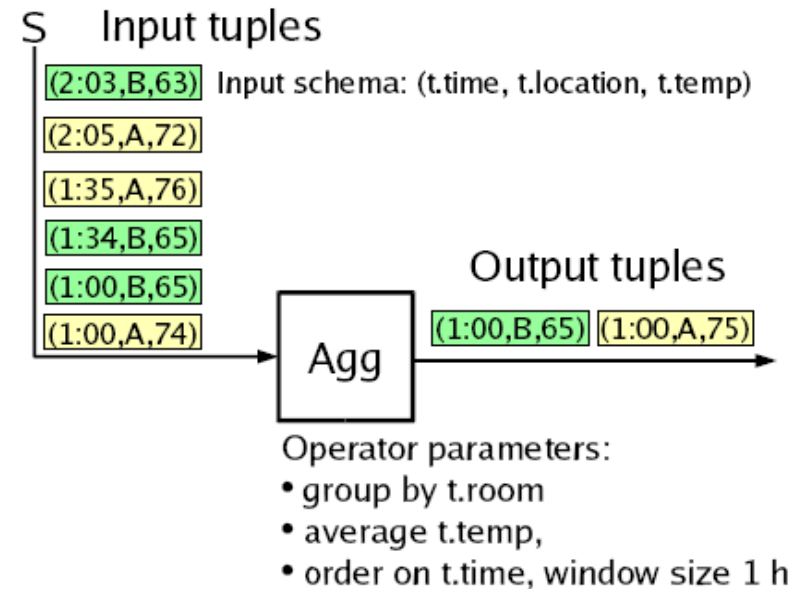 S Input tuples
(2:03,B,63) Input schema: (t.time, t.location, t.temp)
(2:05,A,72)
(1:35,A,76)
(1:34,B,65)
(1:00,B,65)
(1:00,A,74)
Output tuples
(1:00,B,65) (1:00,A,75)
Agg
Operator parameters:
• group by t.room
• average t.temp,
• order on t.time, window size 1 h